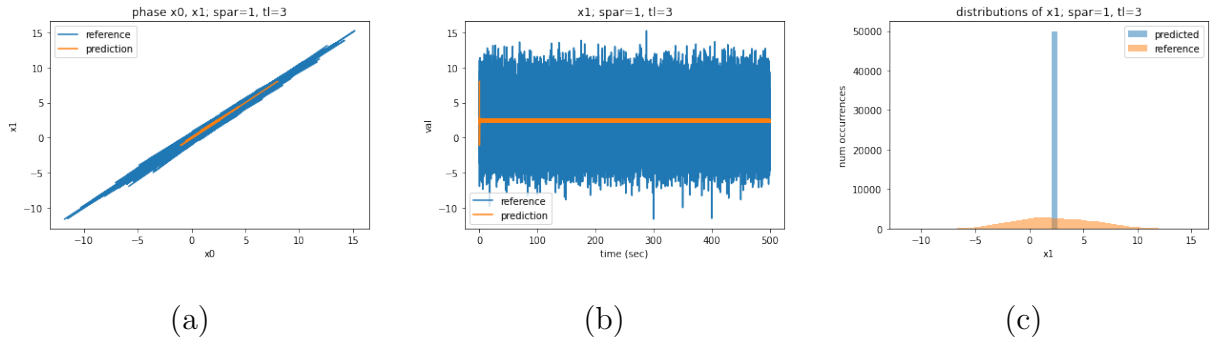 phase x0, x1; spar=1, tl=3
reference
prediction
15
10
5
0
−5
−10
x1
−10
−5
0
5
10
15
x0
(a)
x1; spar=1, tl=3
15
10
5
0
−5
−10
val
reference
prediction
0
100
200
300
400
500
time (sec)
(b)
distributions of x1; spar=1, tl=3
predicted
reference
50000
40000
30000
20000
10000
0
num occurrences
−10
−5
0
5
10
15
x1
(c)